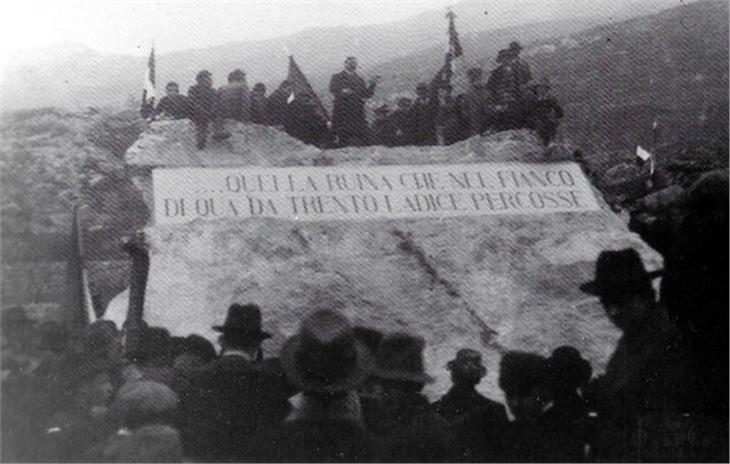 ....QUELLA RUINA CHE NEL FIANCO
DI QUA DA TRENTO L ADICE PERCOSSE